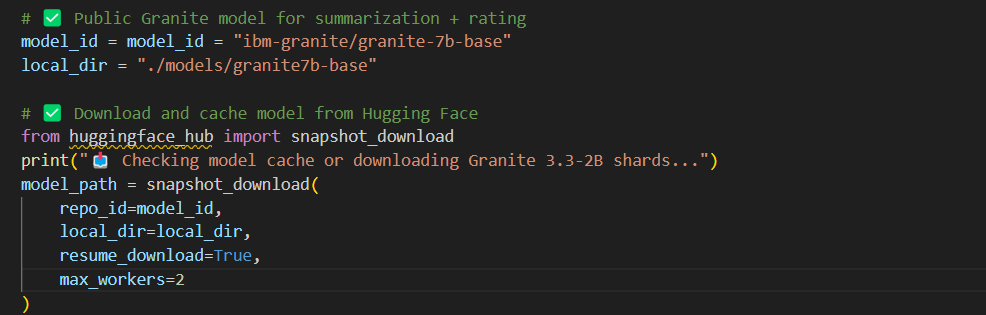 # ✅ Public Granite model for summarization + rating
model_id = model_id = "ibm-granite/granite-7b-base"
local_dir = "./models/granite7b-base"
# ✅ Download and cache model from Hugging Face
from huggingface_hub import snapshot_download
print("📥 Checking model cache or downloading Granite 3.3-2B shards...")
model_path = snapshot_download(
    repo_id=model_id,
    local_dir=local_dir,
    resume_download=True,
    max_workers=2
)